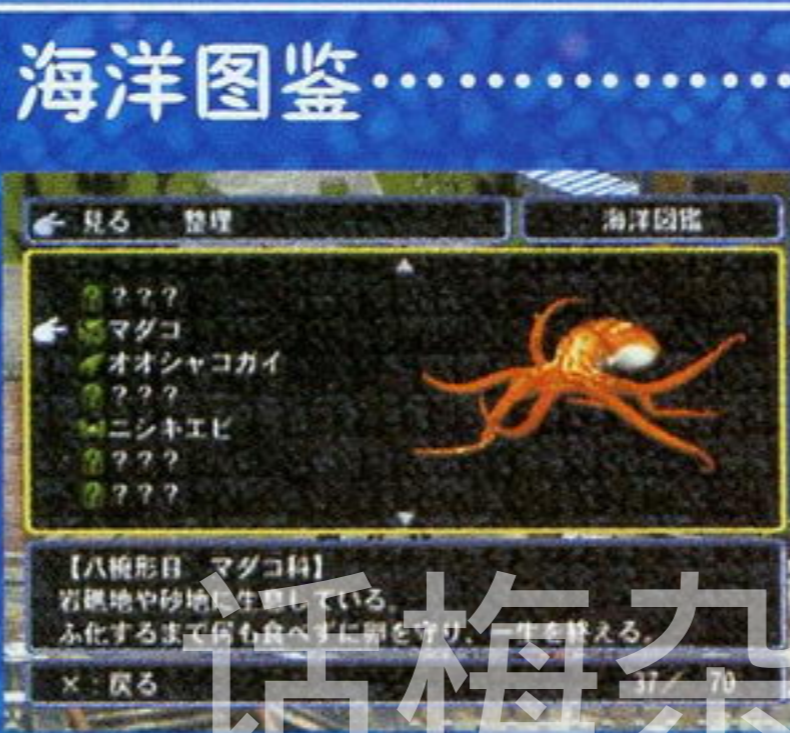 海洋图鉴
見る 整理
海洋図鑑
???
マダコ
オオシャコガイ
???
ニシキエビ
???
???
【八腕形目 マダコ科】
岩礁地や砂地に生息している。
ふ化するまで何も食べずに卵を守り、一生を終える。
×:戻る
37/ 70
话梅杂